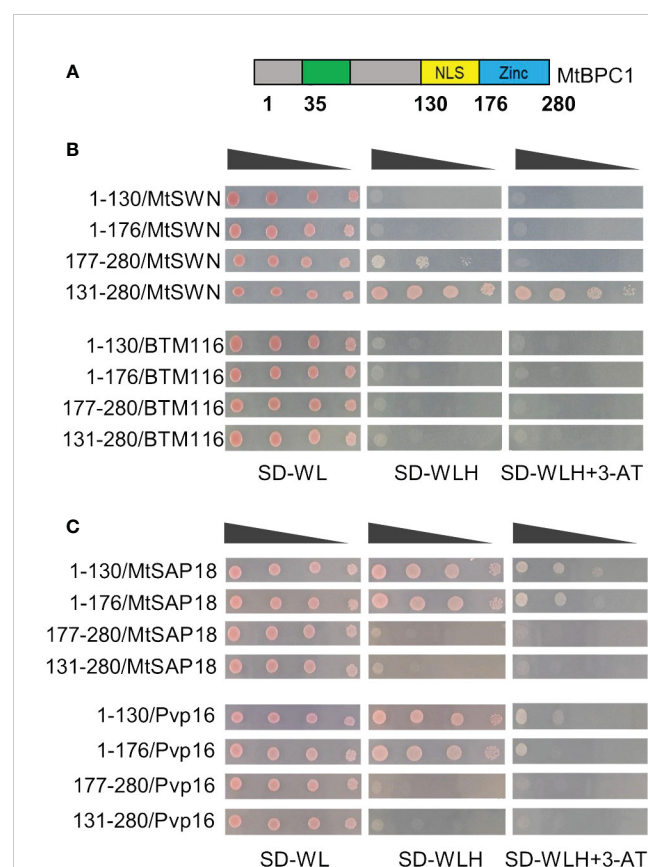 A
NLS Zinc MtBPC1
1 35 130 176 280
B
1-130/MtSWN
1-176/MtSWN
177-280/MtSWN
131-280/MtSWN
1-130/BTM116
1-176/BTM116
177-280/BTM116
131-280/BTM116
SD-WL SD-WLH SD-WLH+3-AT
C
1-130/MtSAP18
1-176/MtSAP18
177-280/MtSAP18
131-280/MtSAP18
1-130/Pvp16
1-176/Pvp16
177-280/Pvp16
131-280/Pvp16
SD-WL SD-WLH SD-WLH+3-AT